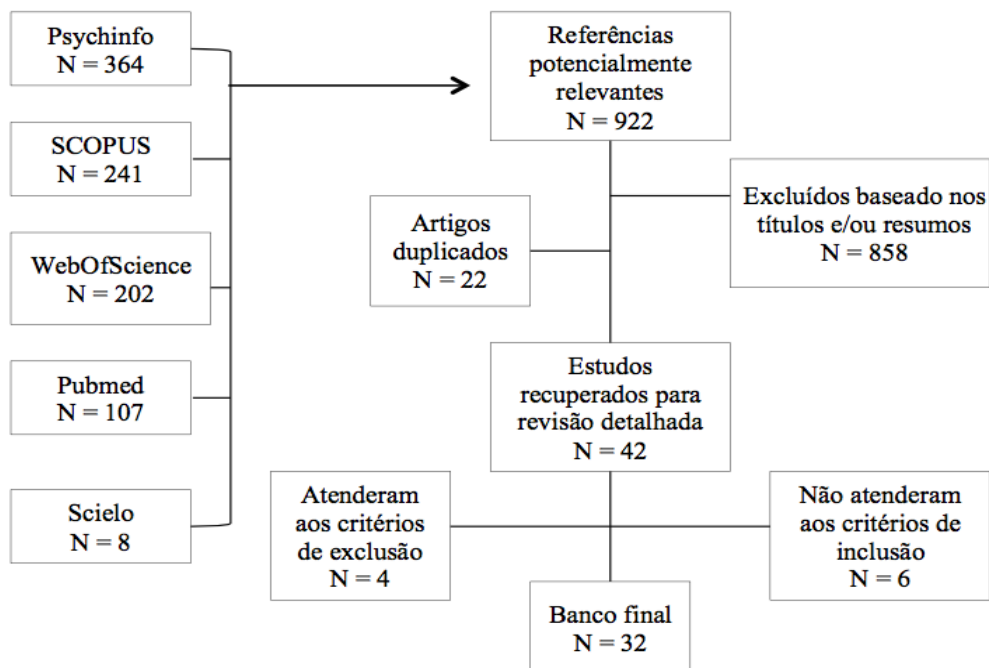 Psychinfo
N = 364
SCOPUS
N = 241
WebOfScience
N = 202
Pubmed
N = 107
Scielo
N = 8
Referências
potencialmente
relevantes
N = 922
Excluídos baseado nos
títulos e/ou resumos
N = 858
Artigos
duplicados
N = 22
Estudos
recuperados para
revisão detalhada
N = 42
Atenderam
aos critérios
de exclusão
N = 4
Não atenderam
aos critérios de
inclusão
N = 6
Banco final
N = 32